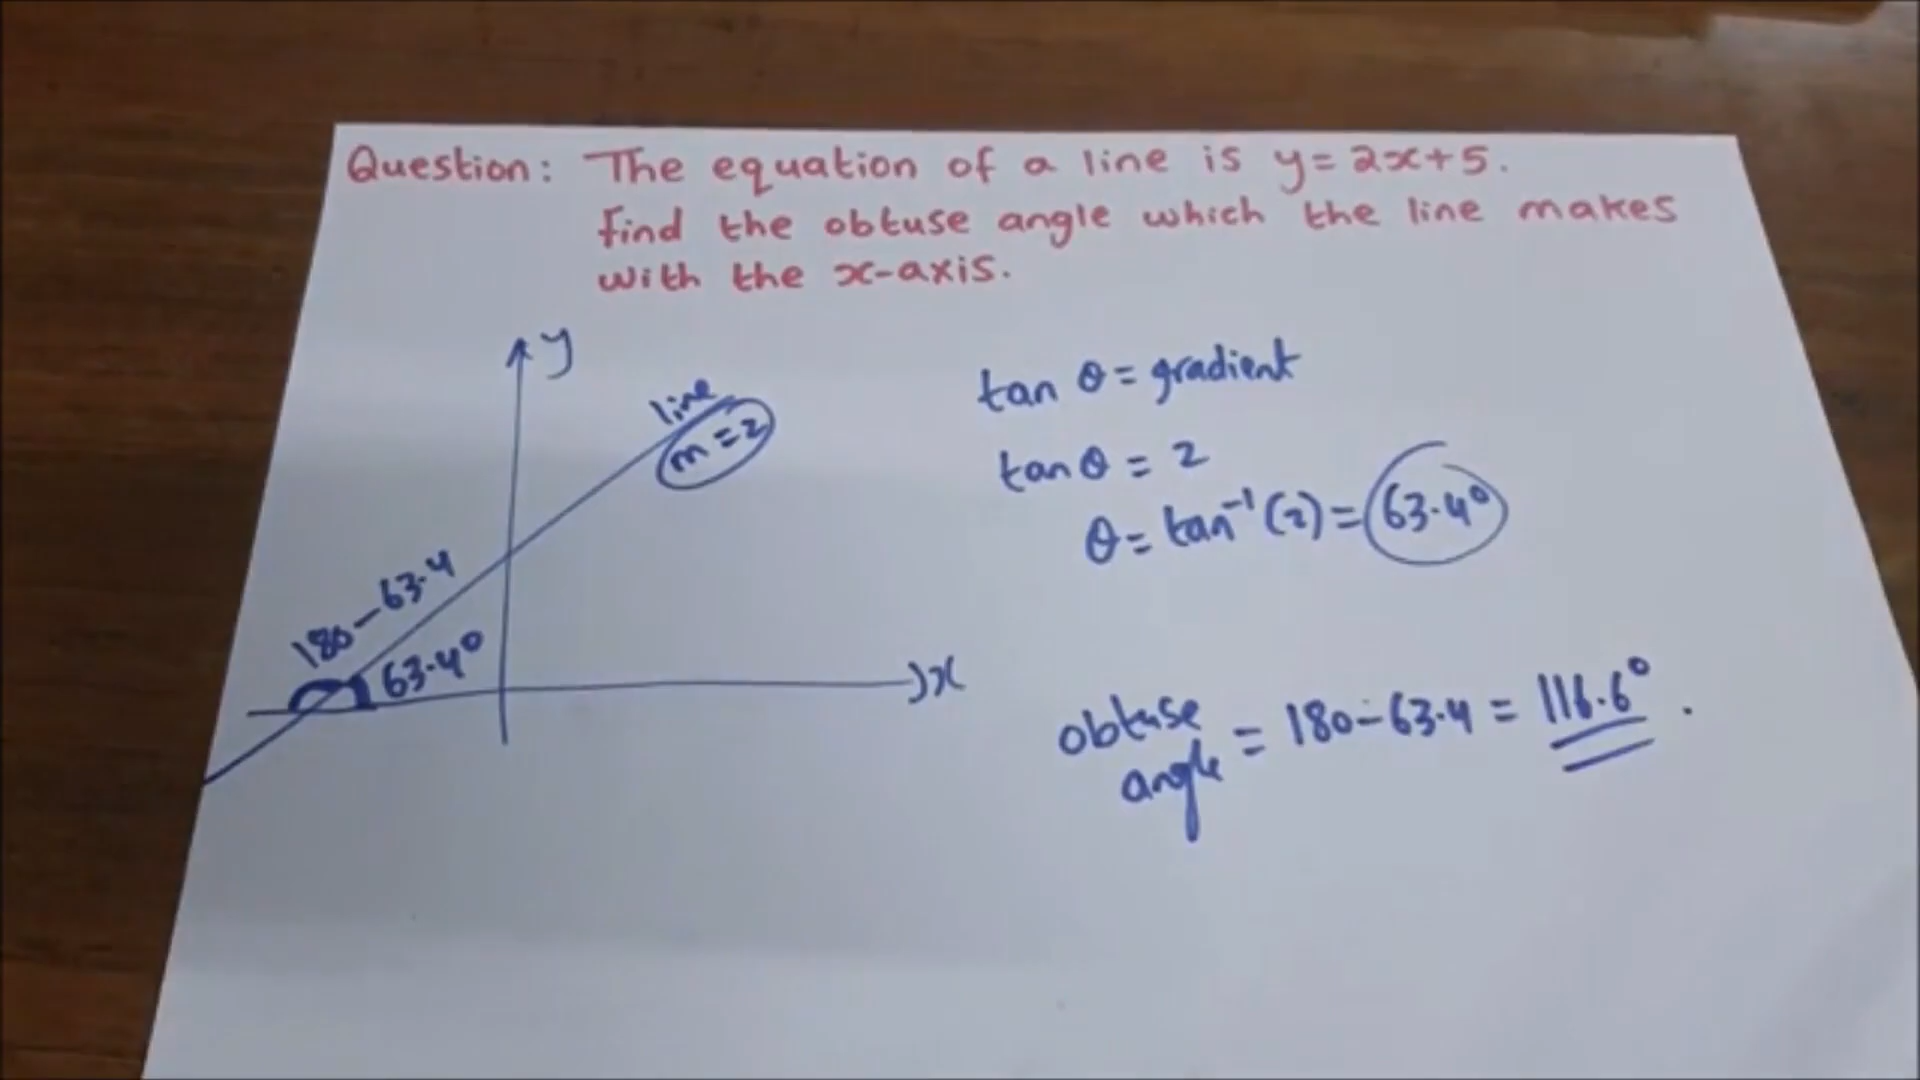 Question: The equation of a line is y=2x+5.
find the obtuse angle which the line makes
with the x-axis.
y
line
m=2
180-63.4
63.4°
x
tan θ = gradient
tan θ = 2
θ = tan⁻¹(2) = 63.4°
obtuse
angle = 180-63.4 = 116.6°.